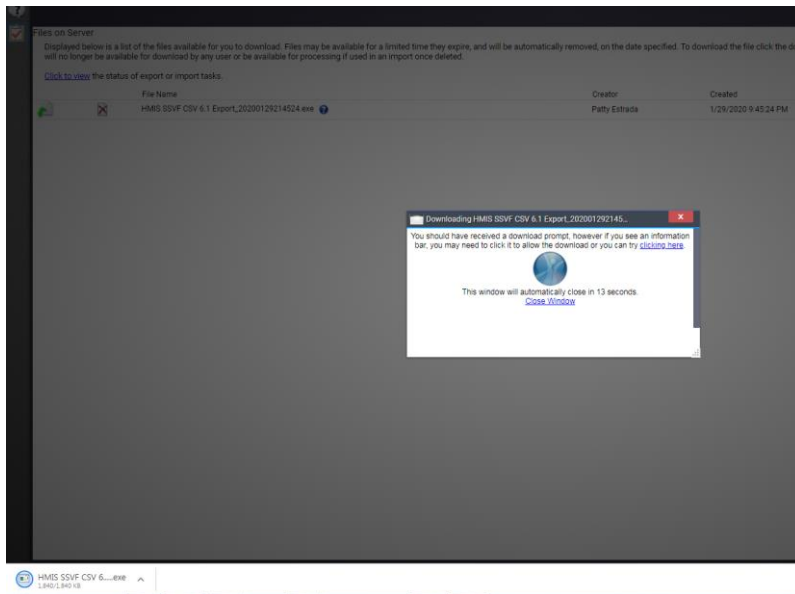 Files on Server
Displayed below is a list of the files available for you to download. Files may be available for a limited time they expire, and will be automatically removed, on the date specified. To download the file click the
will no longer be available for download by any user or be available for processing if used in an import once deleted.
Click to view the status of export or import tasks.
File Name Creator Created
HMIS SSVF CSV 6.1 Export_20200129214524.exe Patty Estrada 1/29/2020 9:45:24 PM
Downloading HMIS SSVF CSV 6.1 Export_202001292145...
You should have received a download prompt, however if you see an information
bar, you may need to click it to allow the download or you can try clicking here.
This window will automatically close in 13 seconds.
Close Window
HMIS SSVF CSV 6....exe
1,840/1,840 KB